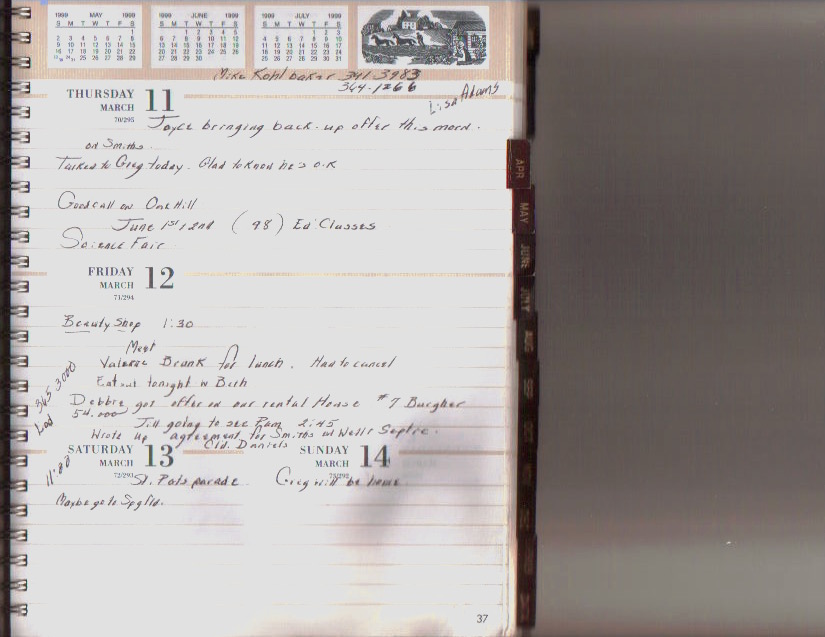 1999 MAY 1999
S M T W T F S
1
2 3 4 5 6 7 8
9 10 11 12 13 14 15
16 17 18 19 20 21 22
23/30 24/31 25 26 27 28 29
1999 JUNE 1999
S M T W T F S
1 2 3 4 5
6 7 8 9 10 11 12
13 14 15 16 17 18 19
20 21 22 23 24 25 26
27 28 29 30
1999 JULY 1999
S M T W T F S
1 2 3
4 5 6 7 8 9 10
11 12 13 14 15 16 17
18 19 20 21 22 23 24
25 26 27 28 29 30 31
Mike Kohlbaker 341-3983
364-1266
Lisa Adams
THURSDAY 11
MARCH
70/295
Joyce bringing back-up offer this morn.
on Smiths.
Talked to Greg today. Glad to know he's O.K
Good call on One Hill
June 1st, 2nd (98) Ed Classes
Science Fair
FRIDAY 12
MARCH
71/294
Beauty Shop 1:30
Meet
Valerie Brank for lunch. Had to cancel
Eat out tonight w Beth
Debbie got offer on our rental House #7 Burgher
54,000
Jill going to see Pam 2:45
Wrote up agreement for Smiths w/ Wells Septic.
Cld. Daniels
365 3000
11:00
SATURDAY 13
MARCH
72/293
St. Pats parade
Maybe go to Spgfld.
SUNDAY 14
MARCH
73/292
Greg will be home
APR
MAY
JUNE
JULY
AUG
SEP
OCT
37